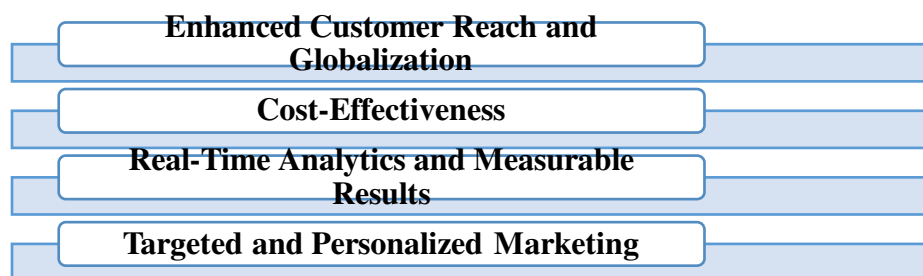 Enhanced Customer Reach and
Globalization
Cost-Effectiveness
Real-Time Analytics and Measurable
Results
Targeted and Personalized Marketing